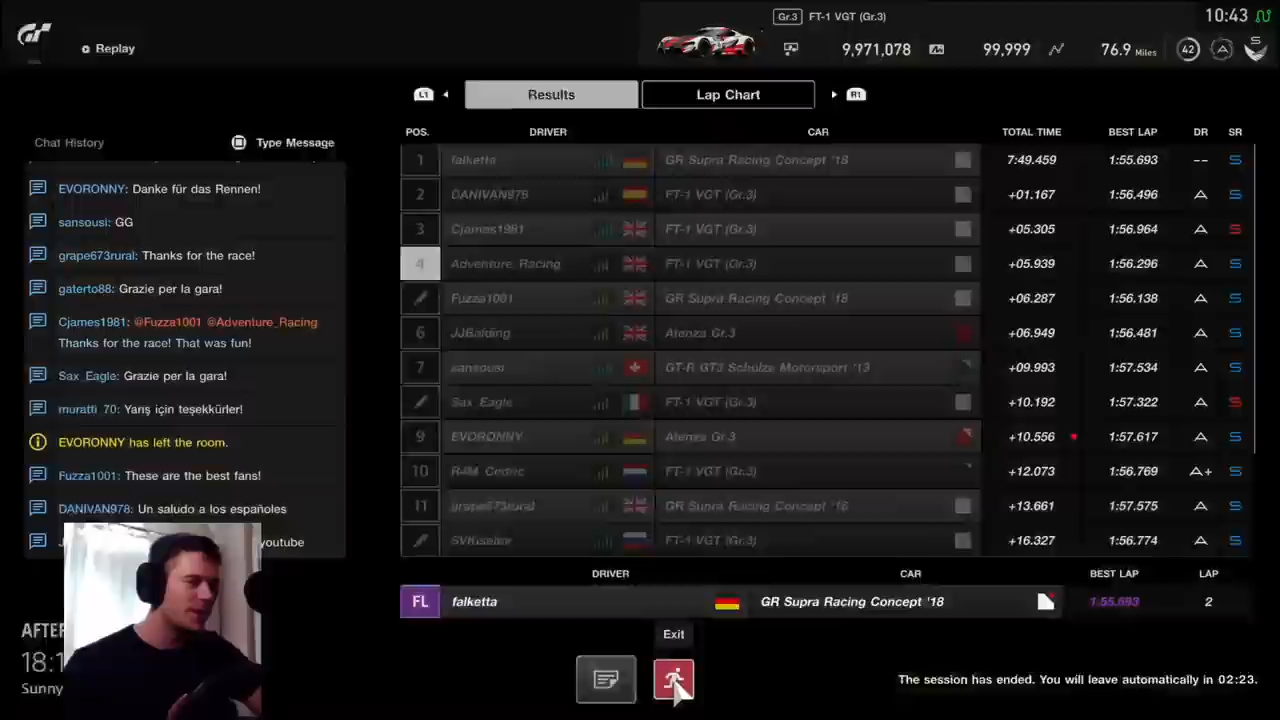 Gr.3 FT-1 VGT (Gr.3)
10:43
GT
Replay
9,971,078
99,999
76.9 Miles
42
A
S
L1
Results
Lap Chart
R1
Chat History
Type Message
EVORONNY: Danke für das Rennen!
sansousi: GG
grape673rural: Thanks for the race!
gaterto88: Grazie per la gara!
Cjames1981: @Fuzza1001 @Adventure_Racing
Thanks for the race! That was fun!
Sax_Eagle: Grazie per la gara!
muratti_70: Yarış için teşekkürler!
EVORONNY has left the room.
Fuzza1001: These are the best fans!
DANIVAN978: Un saludo a los españoles
youtube
POS. DRIVER CAR TOTAL TIME BEST LAP DR SR
1 falketta GR Supra Racing Concept '18 7:49.459 1:55.693 -- S
2 DANIVAN978 FT-1 VGT (Gr.3) +01.167 1:56.496 A S
3 Cjames1981 FT-1 VGT (Gr.3) +05.305 1:56.964 A S
4 Adventure_Racing FT-1 VGT (Gr.3) +05.939 1:56.296 A S
Fuzza1001 GR Supra Racing Concept '18 +06.287 1:56.138 A S
6 JJBalding Atenza Gr.3 +06.949 1:56.481 A S
7 sansousi GT-R GT3 Schulze Motorsport '13 +09.993 1:57.534 A S
Sax_Eagle FT-1 VGT (Gr.3) +10.192 1:57.322 A S
9 EVORONNY Atenza Gr.3 +10.556 1:57.617 A S
10 FT-1 VGT (Gr.3) +12.073 1:56.769 A+ S
11 grape673rural GR Supra Racing Concept '18 +13.661 1:57.575 A S
FT-1 VGT (Gr.3) +16.327 1:56.774 A S
DRIVER CAR BEST LAP LAP
FL falketta GR Supra Racing Concept '18 1:55.693 2
AFTE
18:1
Sunny
Exit
The session has ended. You will leave automatically in 02:23.